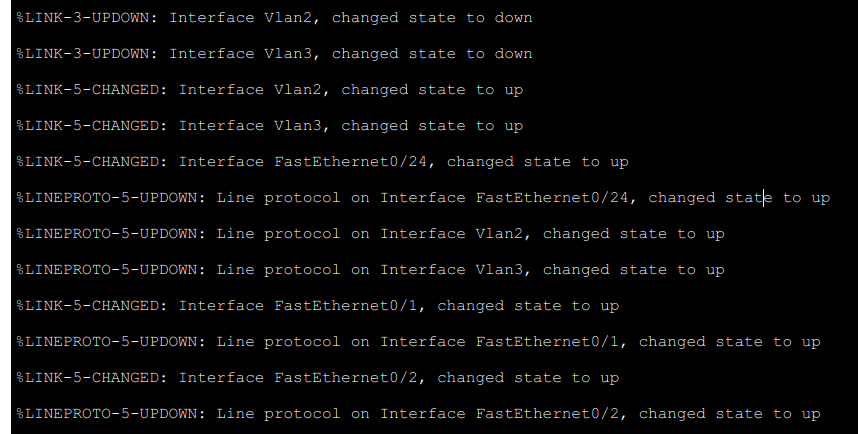 %LINK-3-UPDOWN: Interface Vlan2, changed state to down
%LINK-3-UPDOWN: Interface Vlan3, changed state to down
%LINK-5-CHANGED: Interface Vlan2, changed state to up
%LINK-5-CHANGED: Interface Vlan3, changed state to up
%LINK-5-CHANGED: Interface FastEthernet0/24, changed state to up
%LINEPROTO-5-UPDOWN: Line protocol on Interface FastEthernet0/24, changed state to up
%LINEPROTO-5-UPDOWN: Line protocol on Interface Vlan2, changed state to up
%LINEPROTO-5-UPDOWN: Line protocol on Interface Vlan3, changed state to up
%LINK-5-CHANGED: Interface FastEthernet0/1, changed state to up
%LINEPROTO-5-UPDOWN: Line protocol on Interface FastEthernet0/1, changed state to up
%LINK-5-CHANGED: Interface FastEthernet0/2, changed state to up
%LINEPROTO-5-UPDOWN: Line protocol on Interface FastEthernet0/2, changed state to up